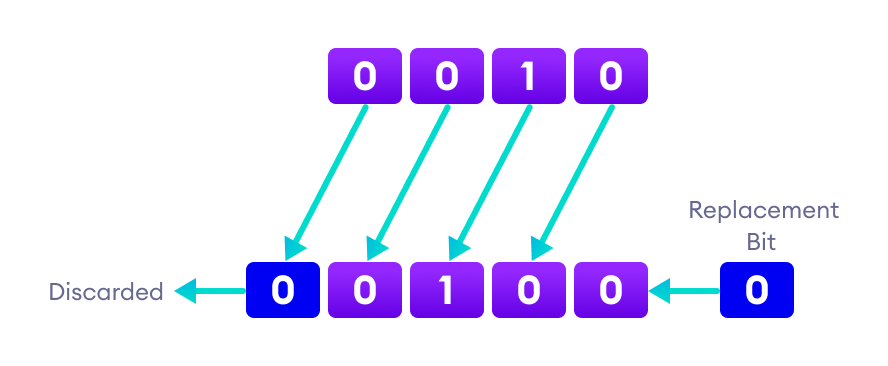 0 0 1 0
Replacement
Bit
Discarded 0 0 1 0 0 0